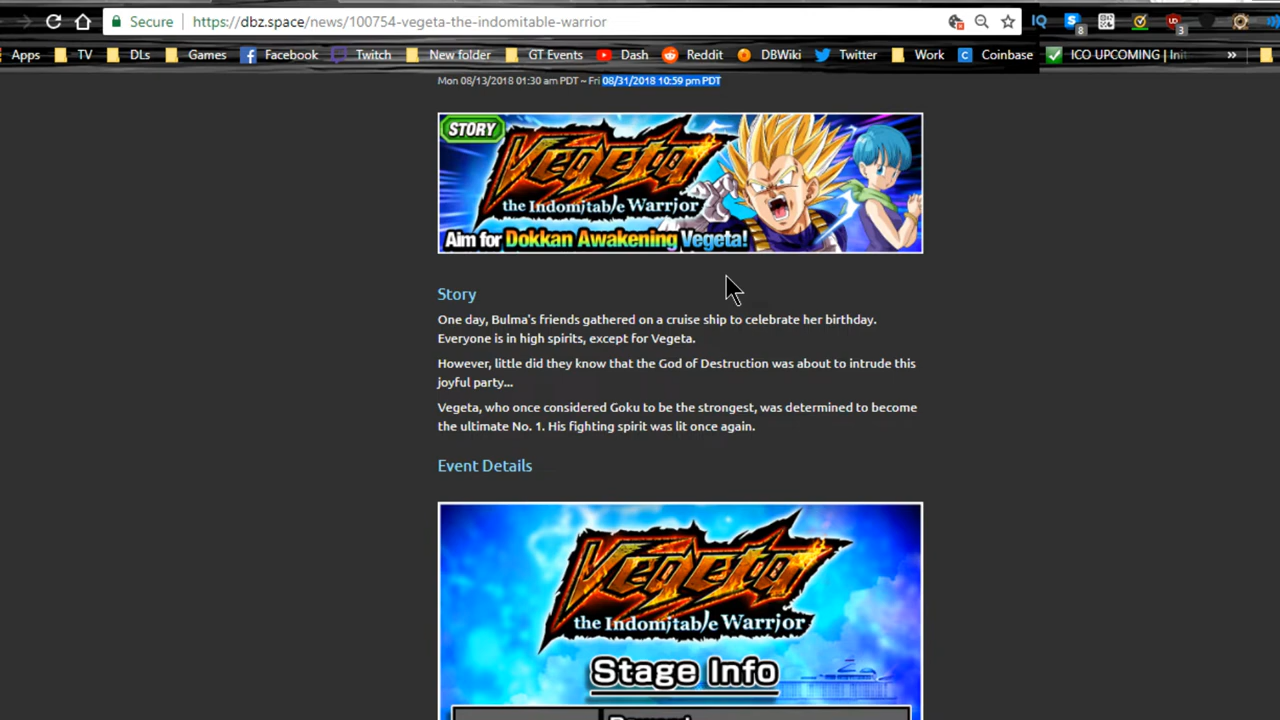 Secure https://dbz.space/news/100754-vegeta-the-indomitable-warrior IQ 8 3
Apps TV DLs Games Facebook Twitch New folder GT Events Dash Reddit DBWiki Twitter Work Coinbase ICO UPCOMING | Init »
Mon 08/13/2018 01:30 am PDT ~ Fri 08/31/2018 10:59 pm PDT
STORY
Vegeta
the Indomitable Warrior
Aim for Dokkan Awakening Vegeta!
Story
One day, Bulma's friends gathered on a cruise ship to celebrate her birthday.
Everyone is in high spirits, except for Vegeta.
However, little did they know that the God of Destruction was about to intrude this
joyful party...
Vegeta, who once considered Goku to be the strongest, was determined to become
the ultimate No. 1. His fighting spirit was lit once again.
Event Details
Vegeta
the Indomitable Warrior
Stage Info